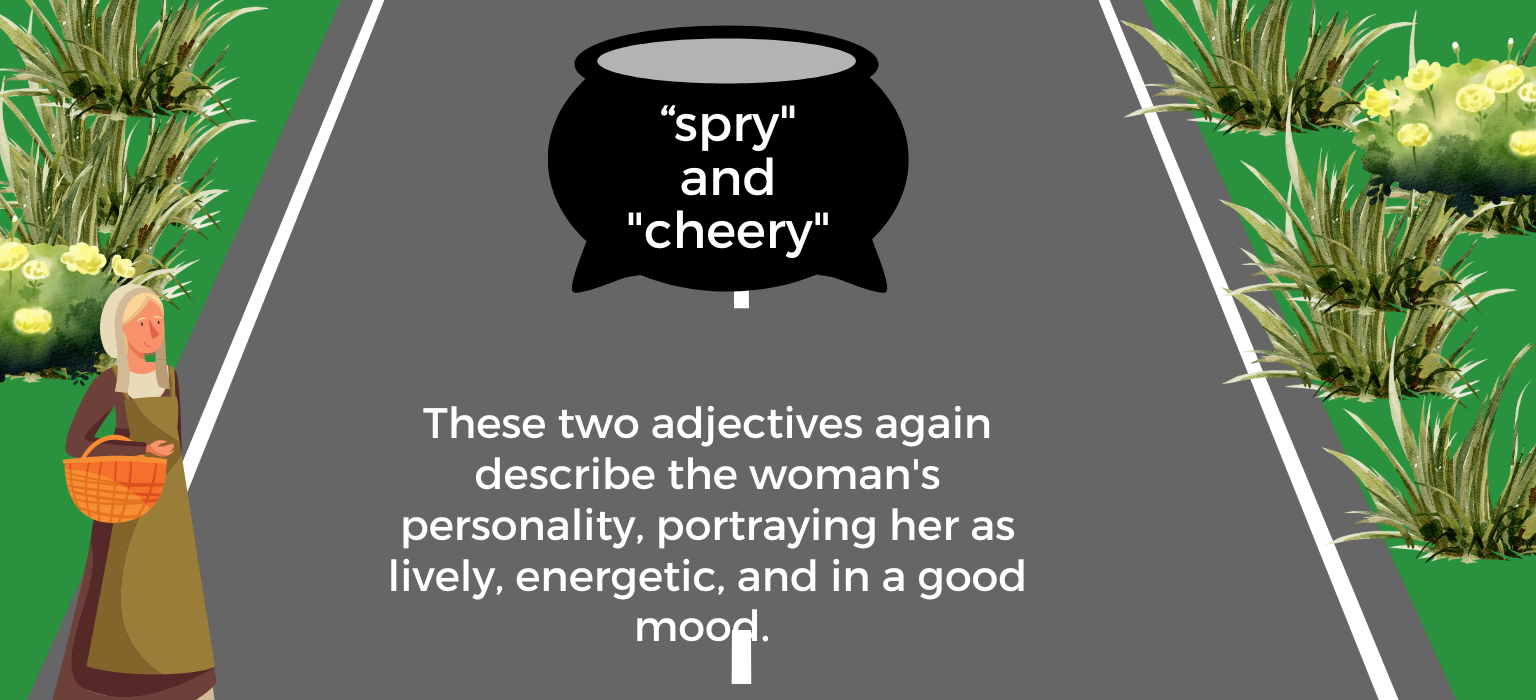 “spry"
and
"cheery"
These two adjectives again
describe the woman's
personality, portraying her as
lively, energetic, and in a good
mood.